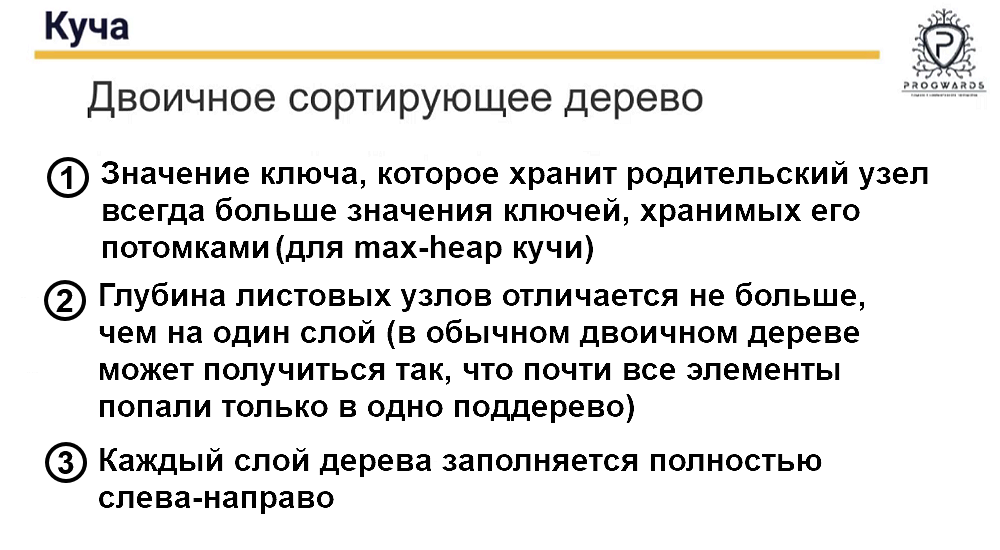 Куча
PROGWARDS
Двоичное сортирующее дерево
1 Значение ключа, которое хранит родительский узел
всегда больше значения ключей, хранимых его
потомками (для max-heap кучи)
2 Глубина листовых узлов отличается не больше,
чем на один слой (в обычном двоичном дереве
может получиться так, что почти все элементы
попали только в одно поддерево)
3 Каждый слой дерева заполняется полностью
слева-направо